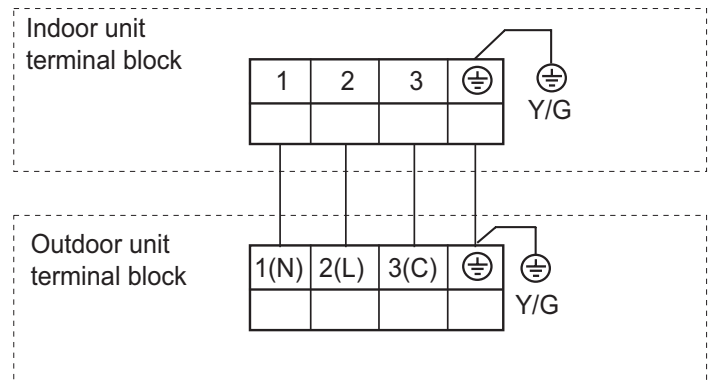 Indoor unit
terminal block
1 2 3
Y/G
Outdoor unit
terminal block
1(N) 2(L) 3(C)
Y/G